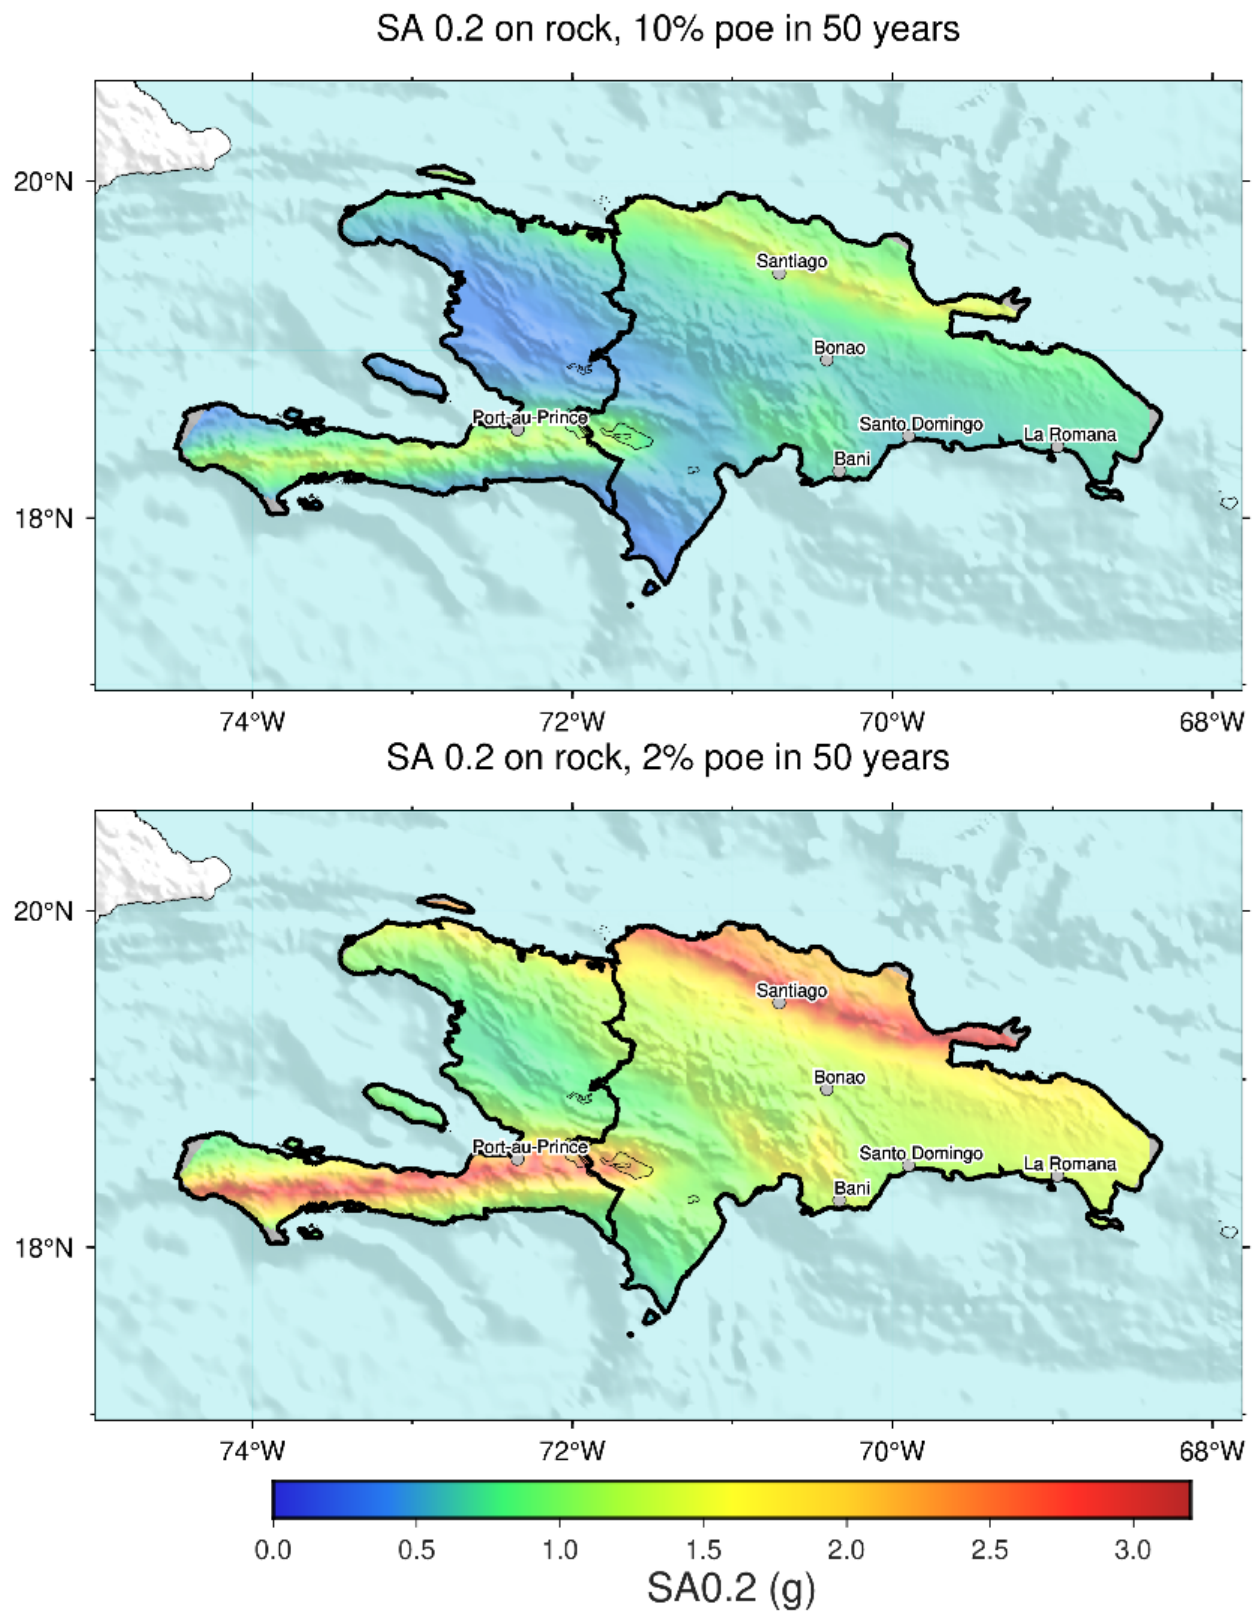 SA 0.2 on rock, 10% poe in 50 years
20°N
Santiago
Bonao
Port-au-Prince
Santo Domingo
La Romana
Bani
18°N
74°W 72°W 70°W 68°W
SA 0.2 on rock, 2% poe in 50 years
20°N
Santiago
Bonao
Port-au-Prince
Santo Domingo
La Romana
Bani
18°N
74°W 72°W 70°W 68°W
0.0 0.5 1.0 1.5 2.0 2.5 3.0
SA0.2 (g)